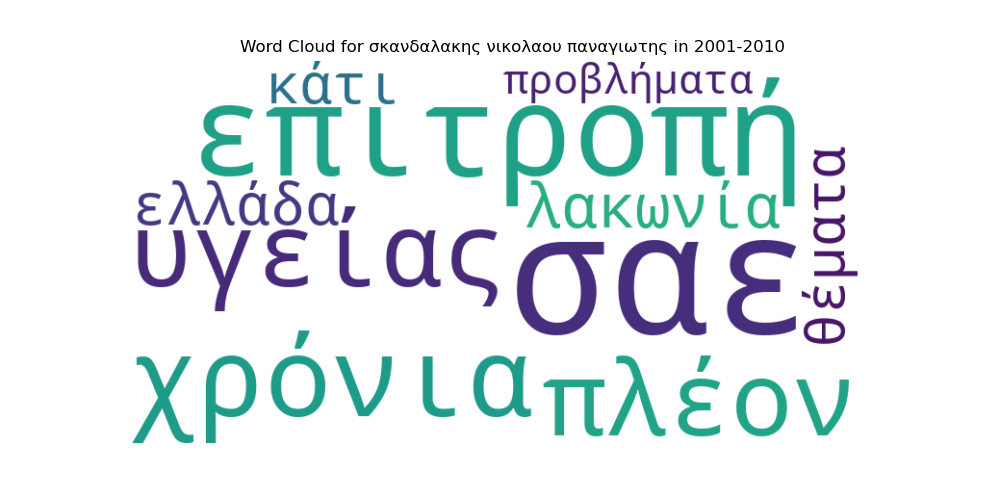 Word Cloud for σκανδαλακης νικολαου παναγιωτης in 2001-2010
κάτι
προβλήματα
επιτροπή
ελλάδα
λακωνία
θέματα
υγείας
σαε
χρόνια
πλέον